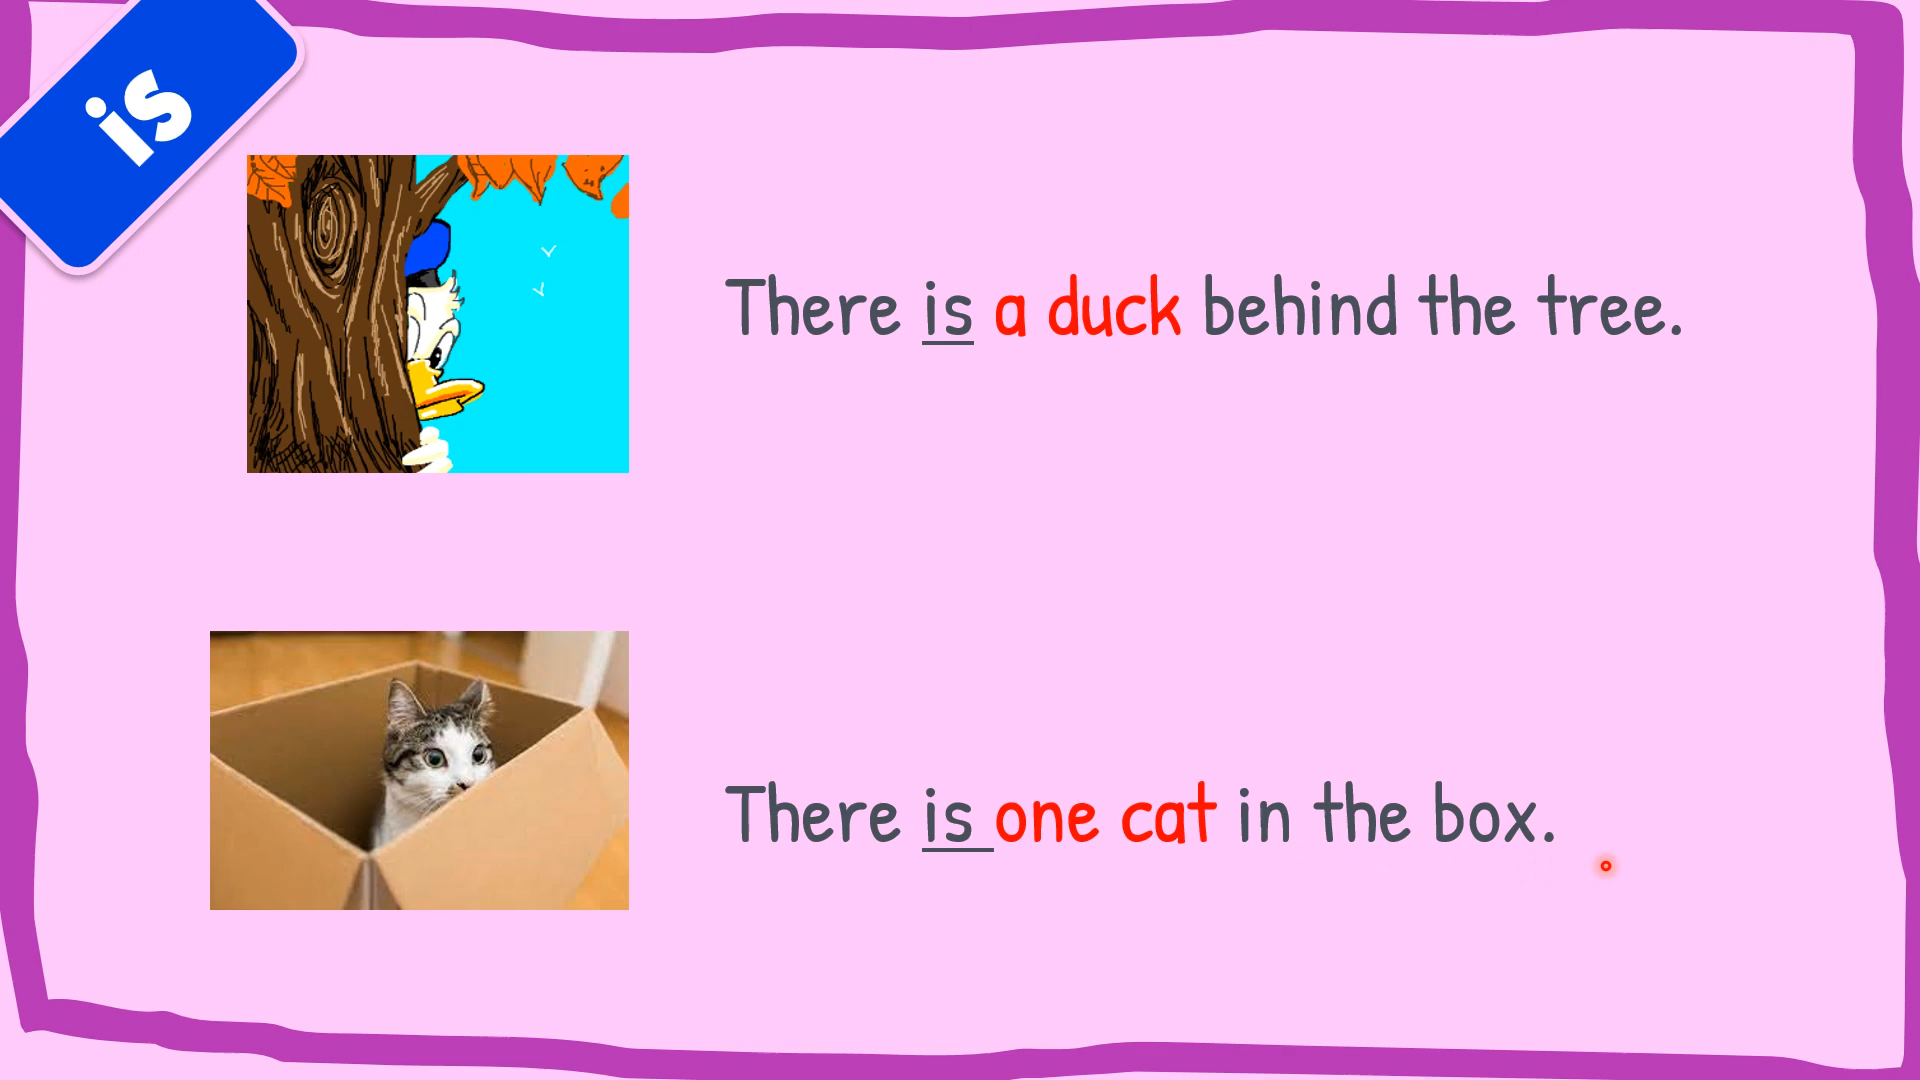 is
There is a duck behind the tree.
There is one cat in the box.